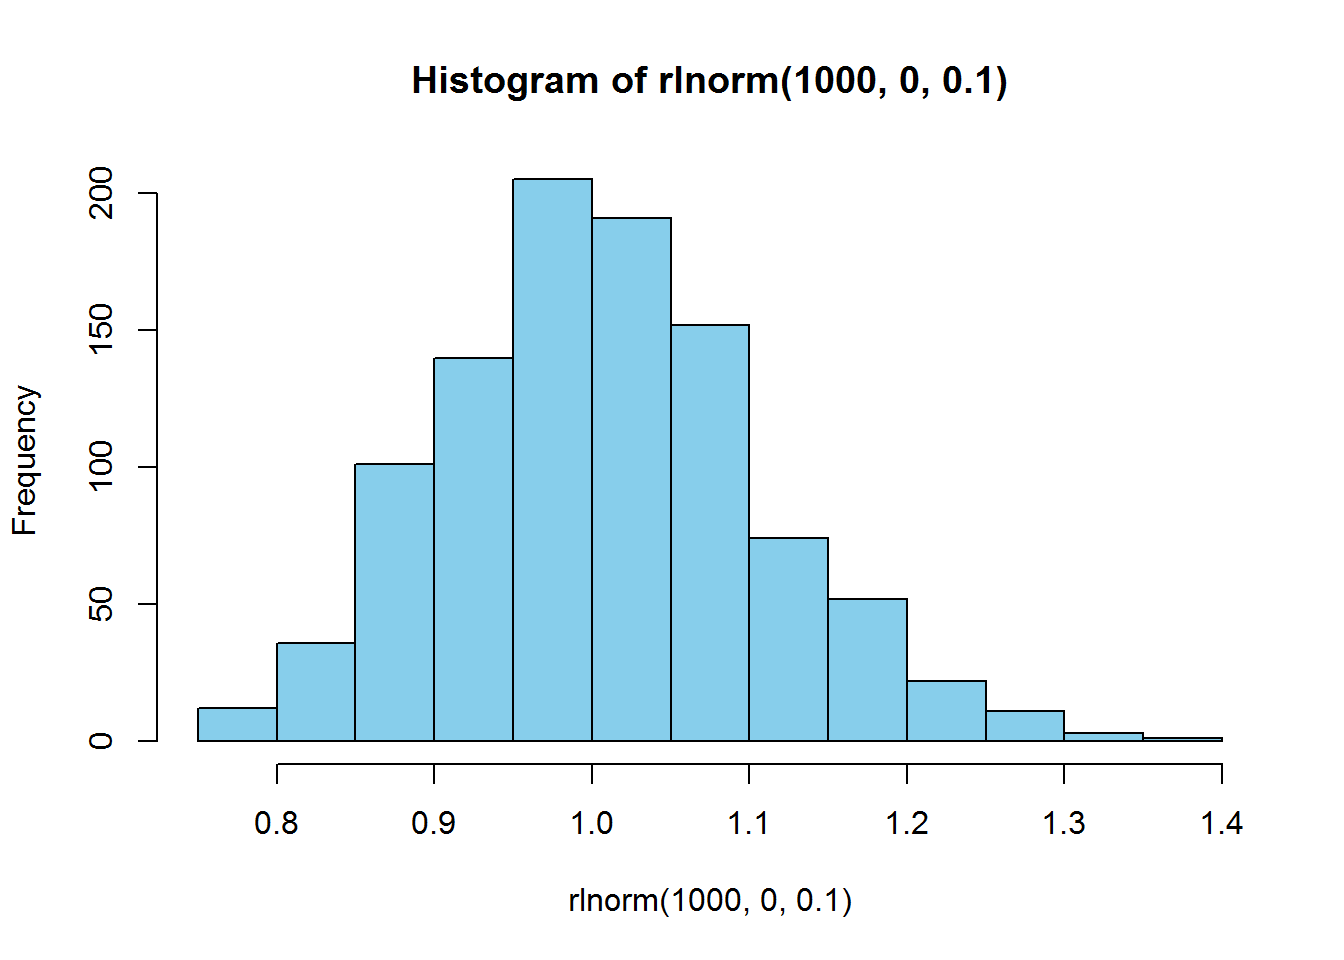 Histogram of rlnorm(1000, 0, 0.1)
Frequency
200
150
100
50
0
0.8 0.9 1.0 1.1 1.2 1.3 1.4
rlnorm(1000, 0, 0.1)